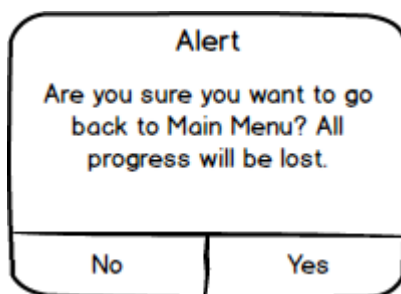 Alert
Are you sure you want to go
back to Main Menu? All
progress will be lost.
No
Yes